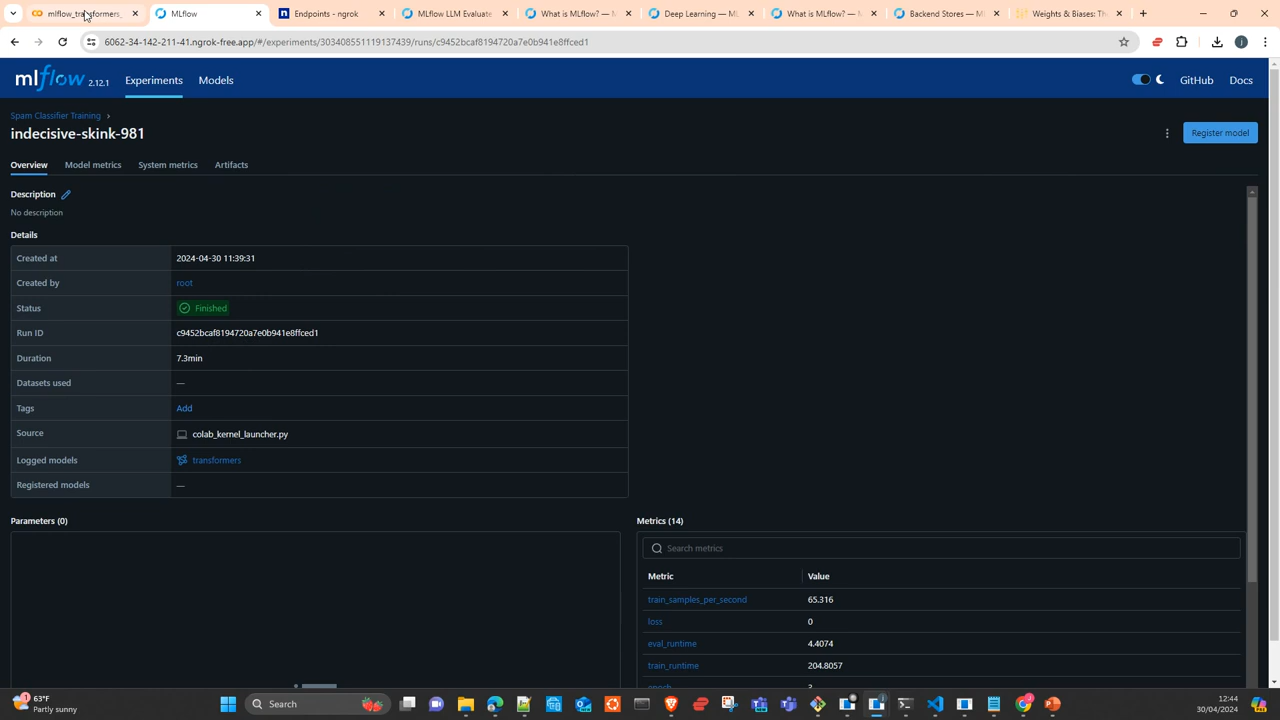 mlflow_transformers_
MLflow
Endpoints - ngrok
MLflow LLM Evaluate
What is MLflow? — M
Deep Learning — ML
What is MLflow? — M
Backend Stores — ML
Weights & Biases: Th
6062-34-142-211-41.ngrok-free.app/#/experiments/303408551119137439/runs/c9452bcaf8194720a7e0b941e8ffced1
mlflow 2.12.1
Experiments
Models
GitHub
Docs
Spam Classifier Training
indecisive-skink-981
Register model
Overview
Model metrics
System metrics
Artifacts
Description
No description
Details
Created at 2024-04-30 11:39:31
Created by root
Status Finished
Run ID c9452bcaf8194720a7e0b941e8ffced1
Duration 7.3min
Datasets used —
Tags Add
Source colab_kernel_launcher.py
Logged models transformers
Registered models —
Parameters (0)
Metrics (14)
Search metrics
Metric Value
train_samples_per_second 65.316
loss 0
eval_runtime 4.4074
train_runtime 204.8057
epoch 3
1
63°F
Partly sunny
Search
12:44
30/04/2024